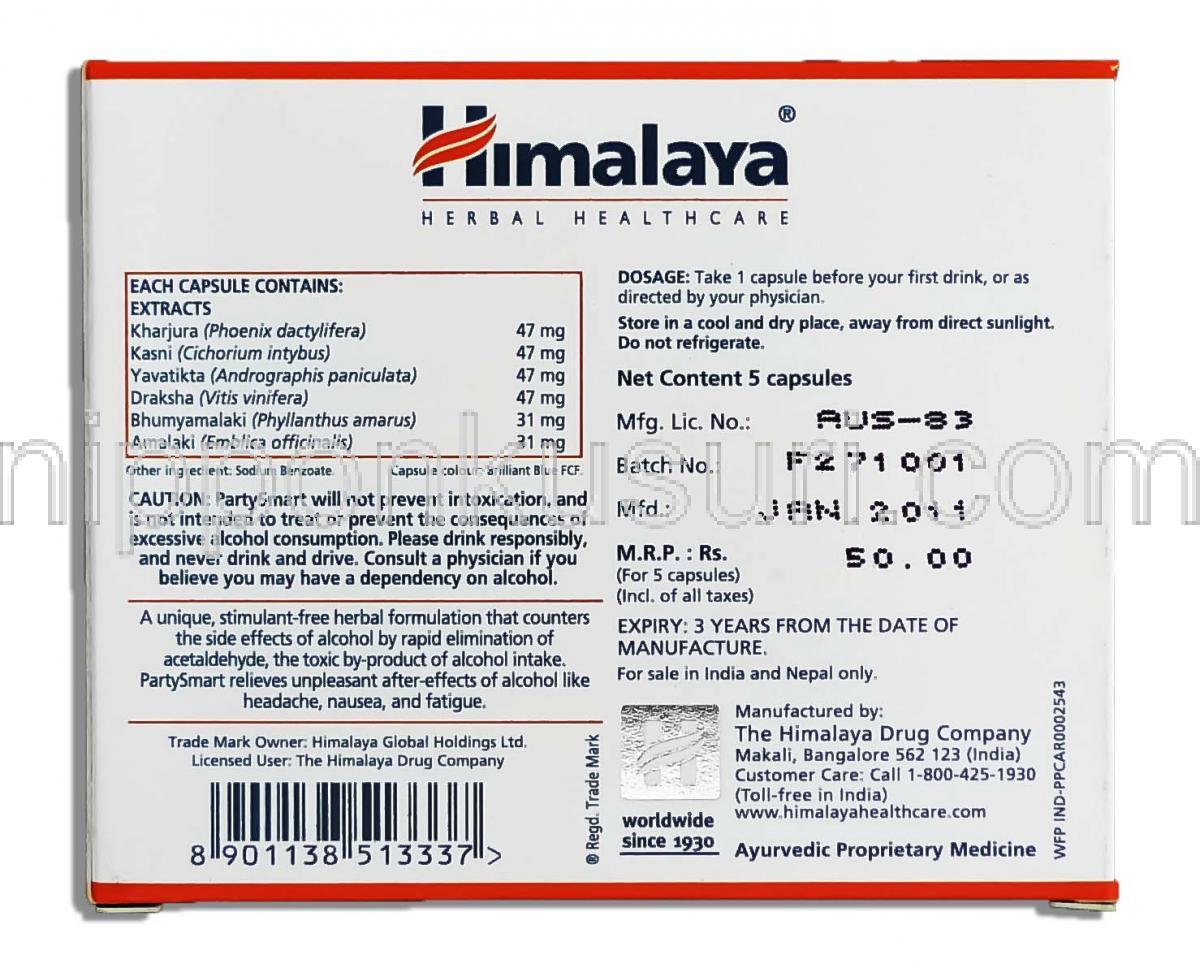 Himalaya®
HERBAL HEALTHCARE
EACH CAPSULE CONTAINS:
EXTRACTS
Kharjura (Phoenix dactylifera) 47 mg
Kasni (Cichorium intybus) 47 mg
Yavatikta (Andrographis paniculata) 47 mg
Draksha (Vitis vinifera) 47 mg
Bhumyamalaki (Phyllanthus amarus) 31 mg
Amalaki (Emblica officinalis) 31 mg
Other ingredient: Sodium Benzoate. Capsule colour: Brilliant Blue FCF.
CAUTION: PartySmart will not prevent intoxication, and
is not intended to treat or prevent the consequences of
excessive alcohol consumption. Please drink responsibly,
and never drink and drive. Consult a physician if you
believe you may have a dependency on alcohol.
A unique, stimulant-free herbal formulation that counters
the side effects of alcohol by rapid elimination of
acetaldehyde, the toxic by-product of alcohol intake.
PartySmart relieves unpleasant after-effects of alcohol like
headache, nausea, and fatigue.
Trade Mark Owner: Himalaya Global Holdings Ltd.
Licensed User: The Himalaya Drug Company
8 901138 513337 >
® Regd. Trade Mark
DOSAGE: Take 1 capsule before your first drink, or as
directed by your physician.
Store in a cool and dry place, away from direct sunlight.
Do not refrigerate.
Net Content 5 capsules
Mfg. Lic. No.: AUS-83
Batch No.: F271001
Mfd.: JAN 2011
M.R.P. : Rs. 50.00
(For 5 capsules)
(Incl. of all taxes)
EXPIRY: 3 YEARS FROM THE DATE OF
MANUFACTURE.
For sale in India and Nepal only.
worldwide
since 1930
Manufactured by:
The Himalaya Drug Company
Makali, Bangalore 562 123 (India)
Customer Care: Call 1-800-425-1930
(Toll-free in India)
www.himalayahealthcare.com
Ayurvedic Proprietary Medicine
WFP IND-PPCAR0002543
nipponkusuri.com